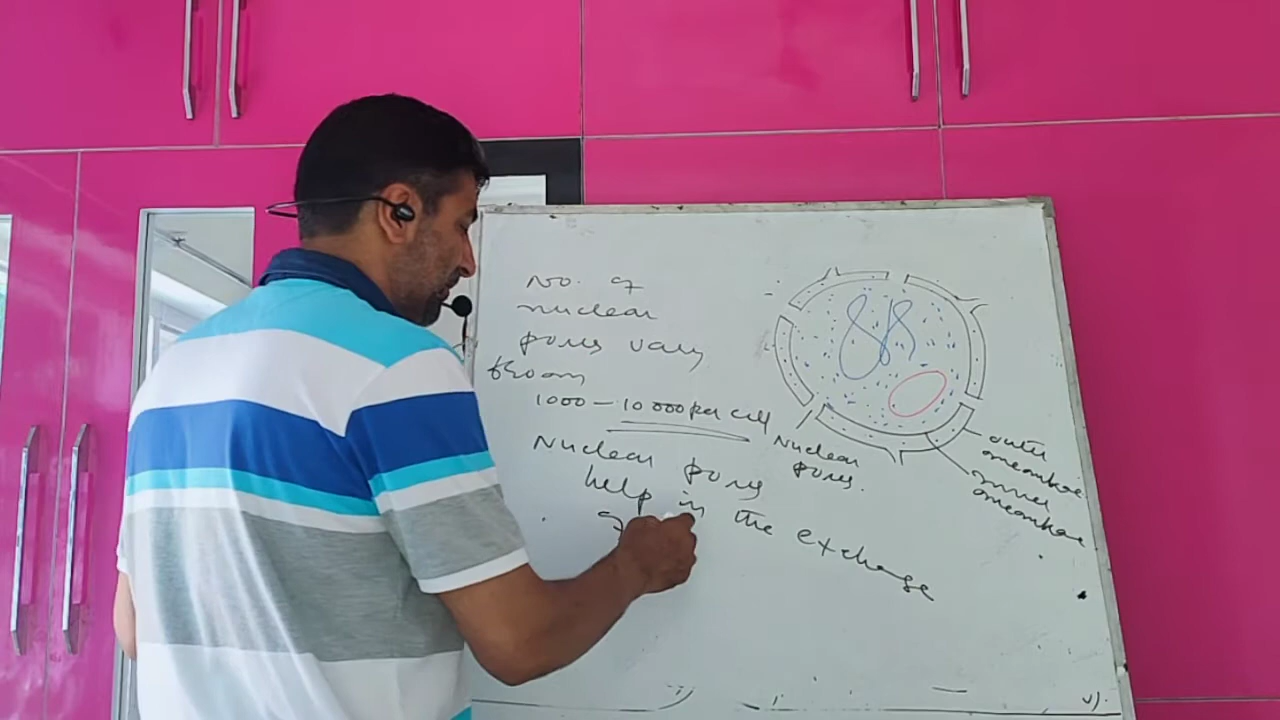 No. of
nuclear
pores vary
from
1000 – 10 000 per cell
Nuclear pores
help in the exchange
of
Nuclear
pores.
outer
membrane
inner
membrane